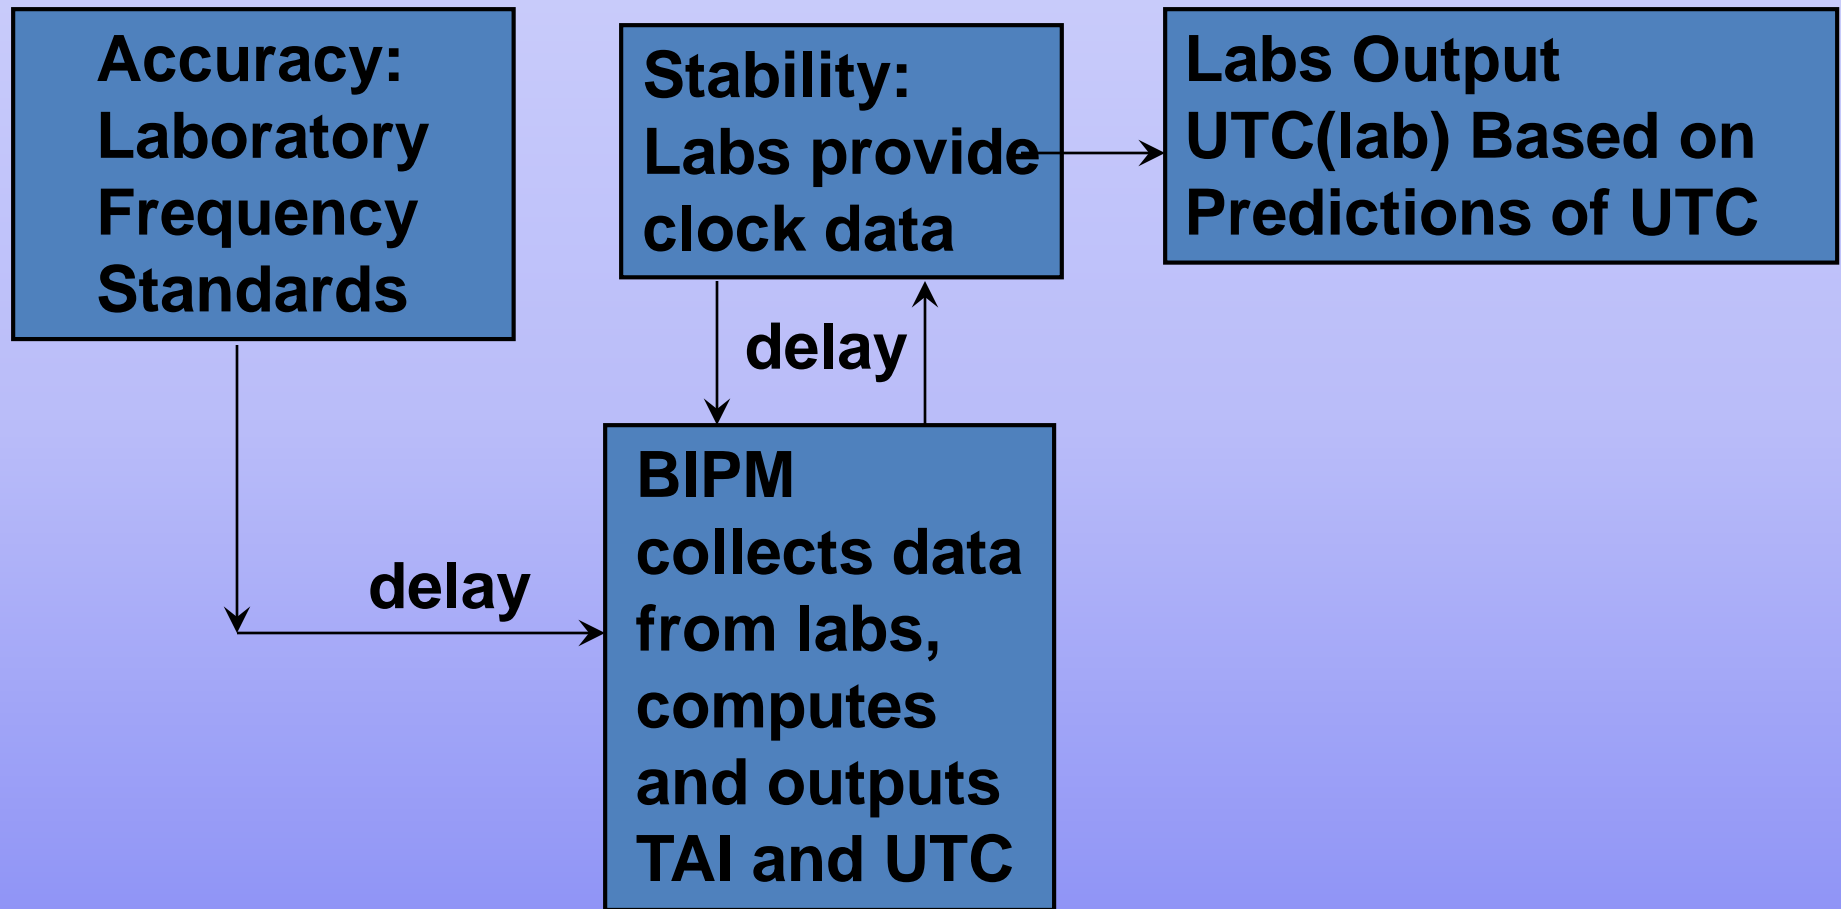 Accuracy:
Laboratory
Frequency
Standards
Stability:
Labs provide
clock data
Labs Output
UTC(lab) Based on
Predictions of UTC
delay
delay
BIPM
collects data
from labs,
computes
and outputs
TAI and UTC